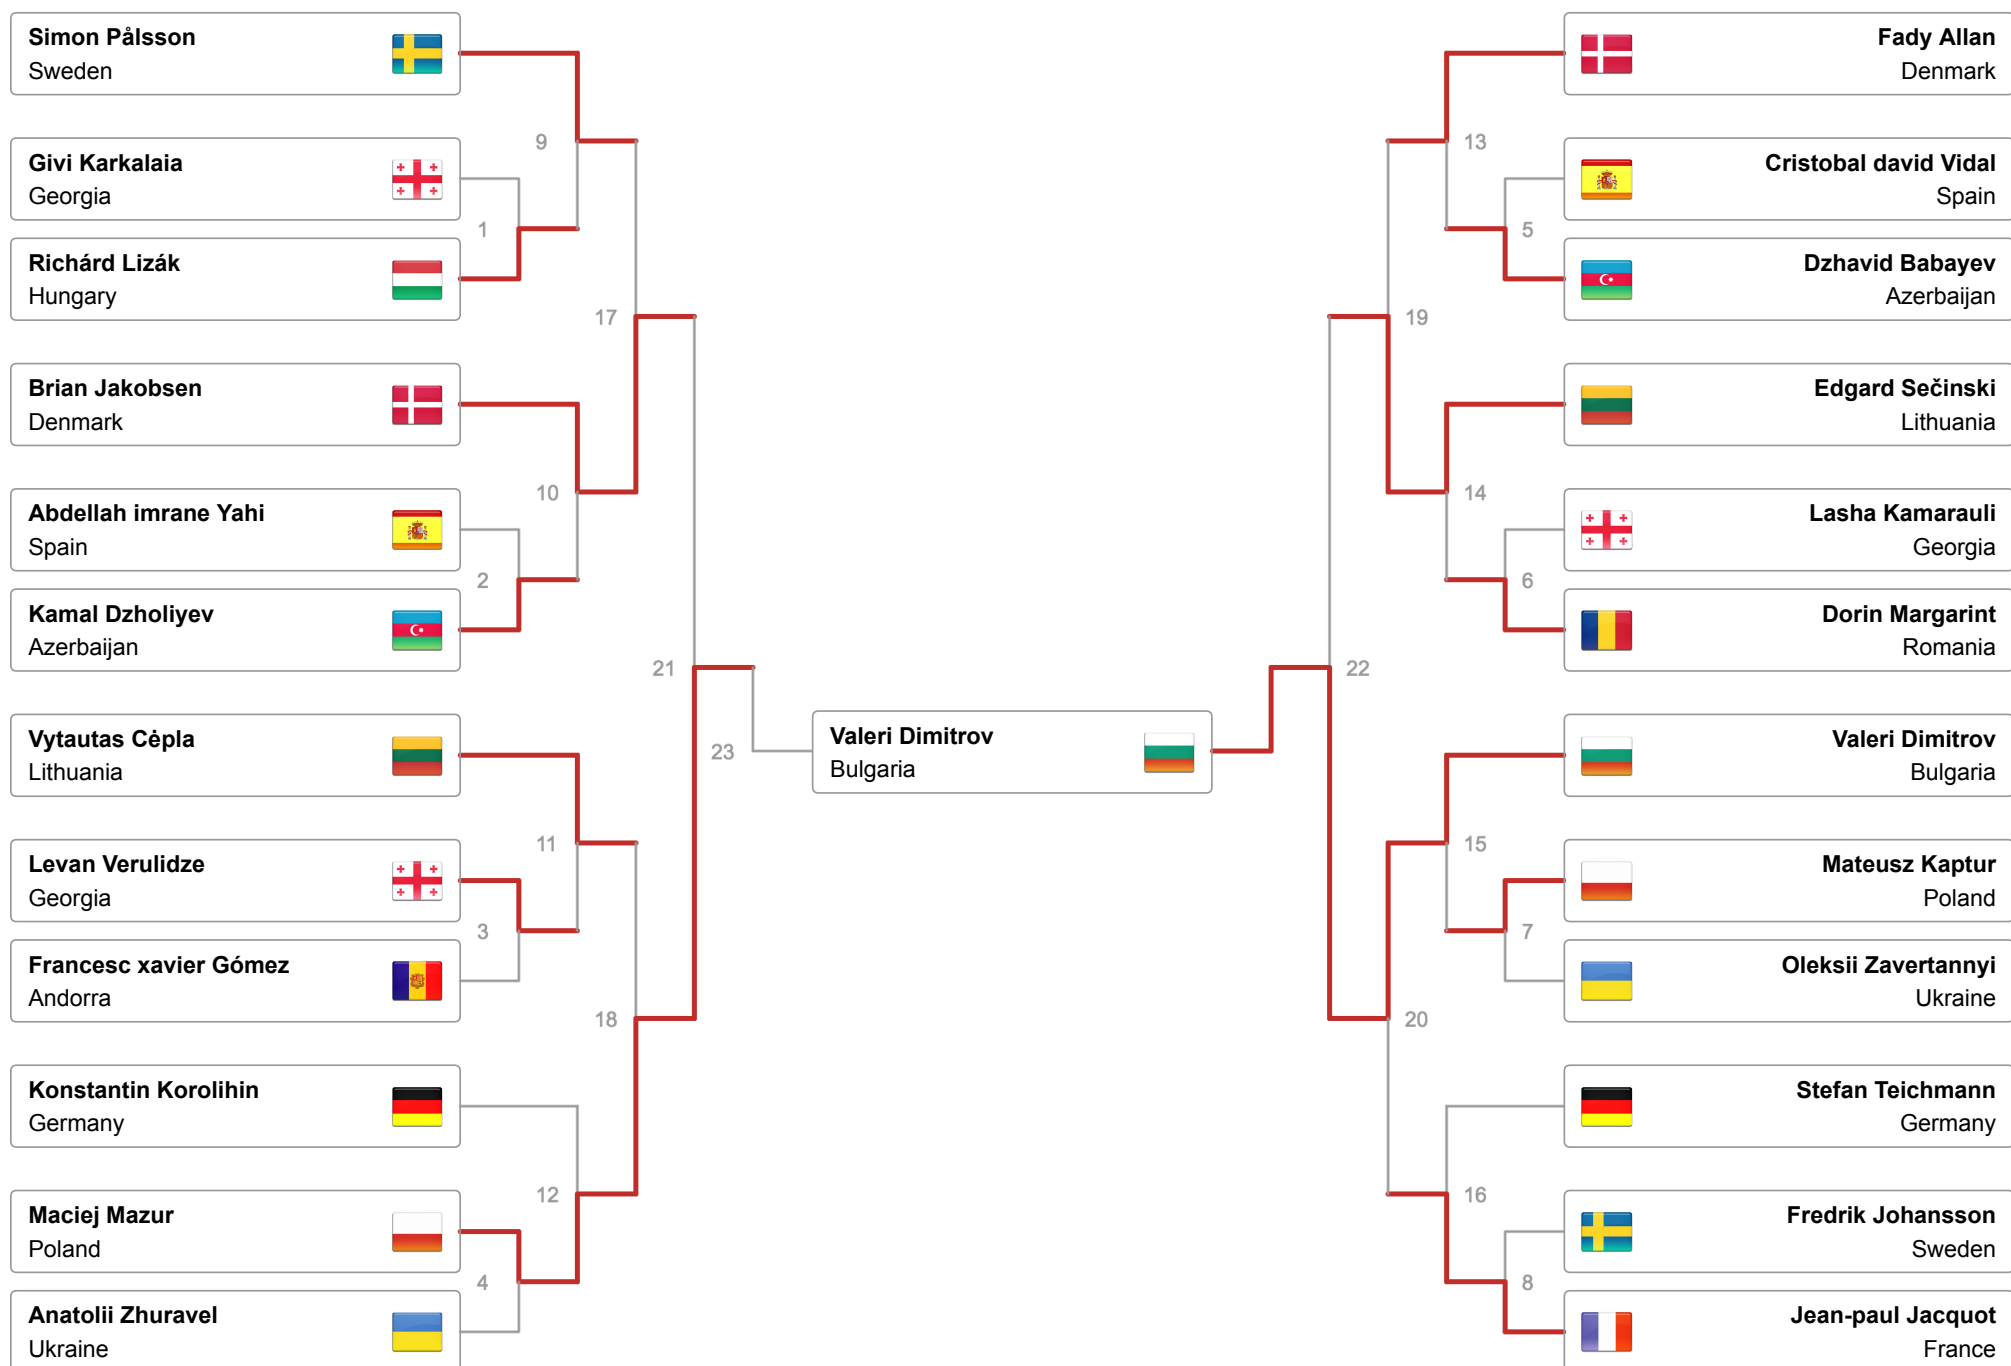 Simon Pålsson
Sweden
9
Givi Karkalaia
Georgia
1
Richárd Lizák
Hungary
17
Brian Jakobsen
Denmark
10
Abdellah imrane Yahi
Spain
2
Kamal Dzholiyev
Azerbaijan
21
Vytautas Cėpla
Lithuania
11
Levan Verulidze
Georgia
3
Francesc xavier Gómez
Andorra
18
Konstantin Korolihin
Germany
12
Maciej Mazur
Poland
4
Anatolii Zhuravel
Ukraine
23
Valeri Dimitrov
Bulgaria
Fady Allan
Denmark
13
Cristobal david Vidal
Spain
5
Dzhavid Babayev
Azerbaijan
19
Edgard Sečinski
Lithuania
14
Lasha Kamarauli
Georgia
6
Dorin Margarint
Romania
22
Valeri Dimitrov
Bulgaria
15
Mateusz Kaptur
Poland
7
Oleksii Zavertannyi
Ukraine
20
Stefan Teichmann
Germany
16
Fredrik Johansson
Sweden
8
Jean-paul Jacquot
France